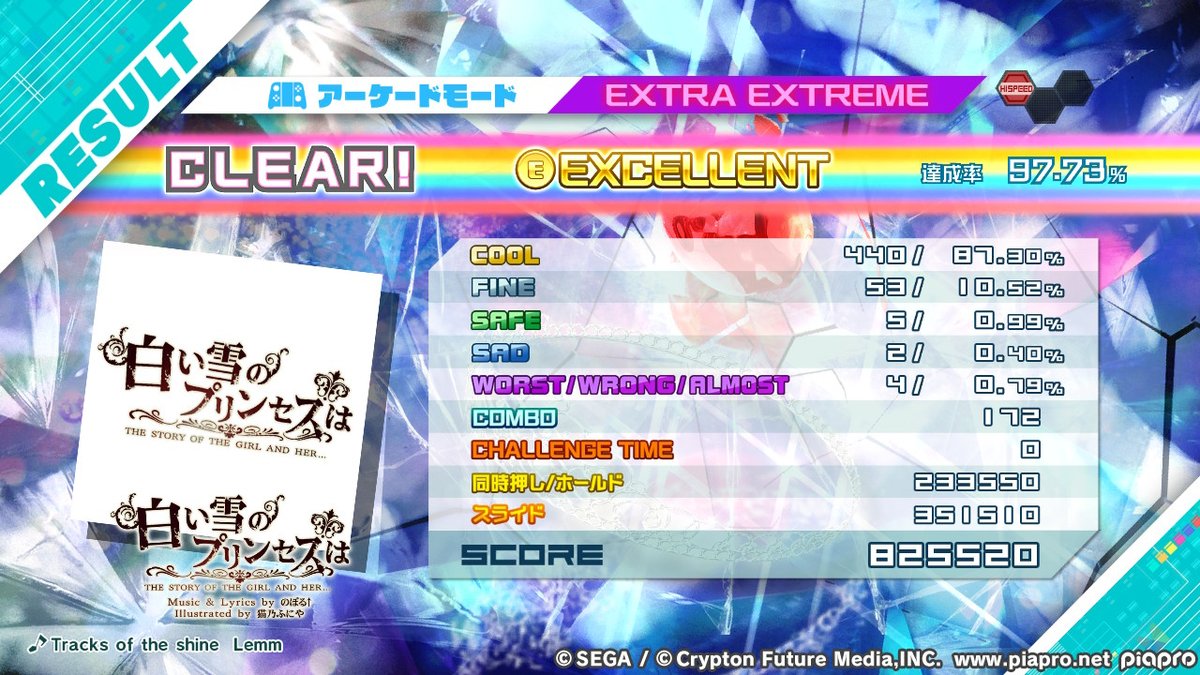 RESULT
アーケードモード EXTRA EXTREME HISPEED
CLEAR! E EXCELLENT 達成率 97.73%
COOL 440/ 87.30%
FINE 53/ 10.52%
SAFE 5/ 0.99%
SAD 2/ 0.40%
WORST/WRONG/ALMOST 4/ 0.79%
COMBO 172
CHALLENGE TIME 0
同時押し/ホールド 233550
スライド 351510
SCORE 825520
白い雪の
プリンセスは
THE STORY OF THE GIRL AND HER...
白い雪の
プリンセスは
THE STORY OF THE GIRL AND HER...
Music & Lyrics by のぼる↑
Illustrated by 猫乃ふにや
♪Tracks of the shine Lemm
©SEGA / ©Crypton Future Media,INC. www.piapro.net piapro